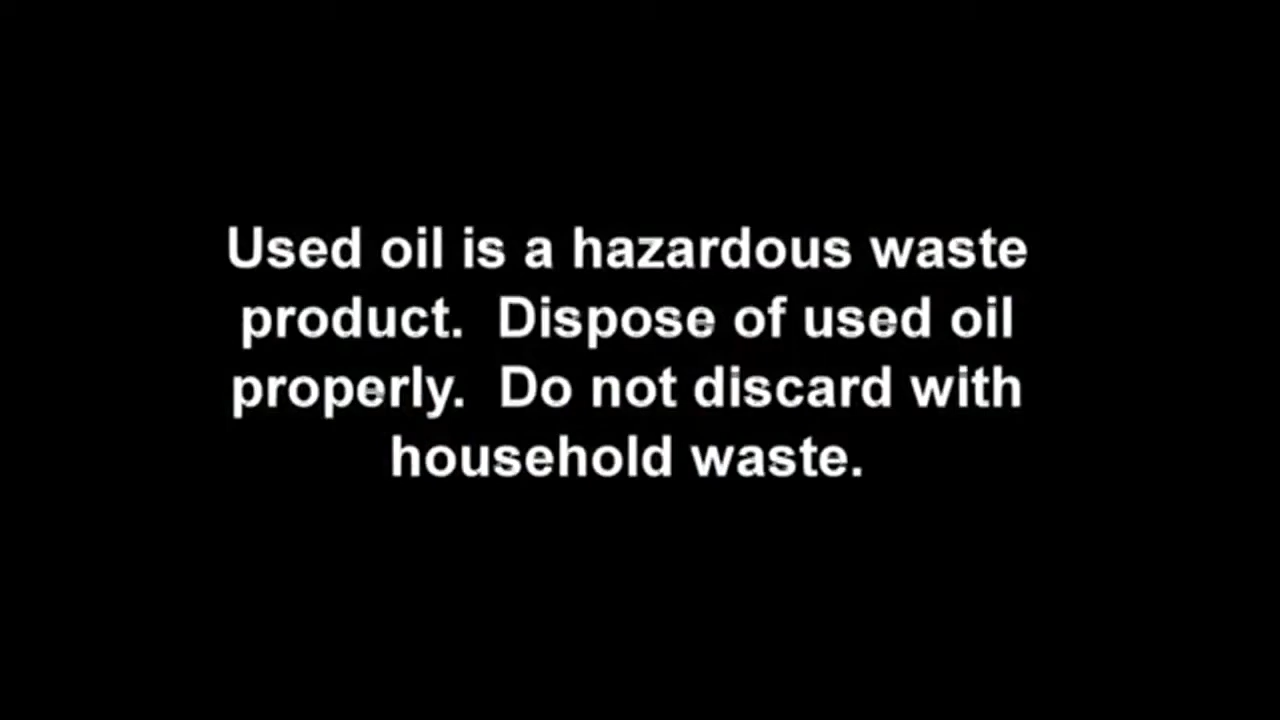 Used oil is a hazardous waste
product.  Dispose of used oil
properly.  Do not discard with
household waste.